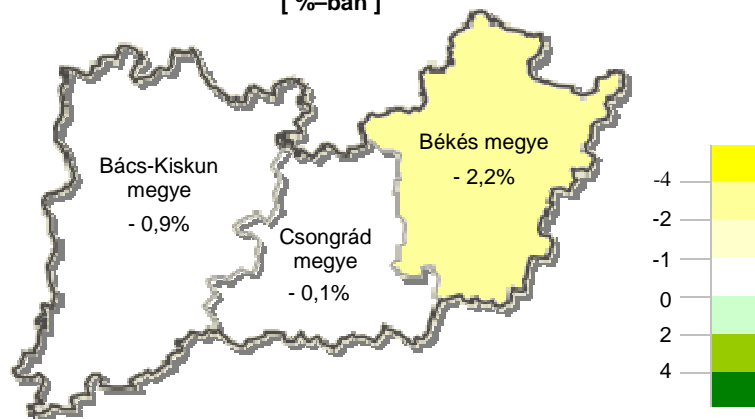 [ %–ban ]
Bács-Kiskun
megye
- 0,9%
Csongrád
megye
- 0,1%
Békés megye
- 2,2%
-4
-2
-1
0
2
4